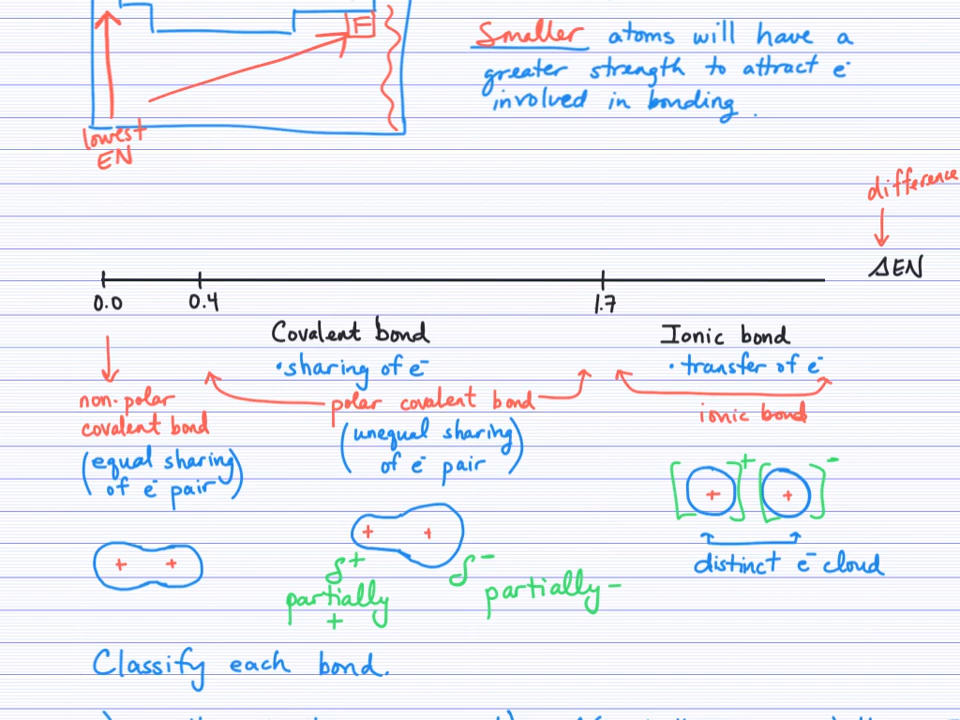 F
Smaller atoms will have a
greater strength to attract e⁻
involved in bonding.
lowest
EN
difference
ΔEN
0.0 0.4 1.7
Covalent bond
• sharing of e⁻
Ionic bond
• transfer of e⁻
non-polar
covalent bond
(equal sharing
of e⁻ pair)
polar covalent bond
(unequal sharing
of e⁻ pair)
ionic bond
+ +
+ +
δ⁺ δ⁻
partially
+
partially -
[+]⁺ [+]⁻
distinct e⁻ cloud
Classify each bond.